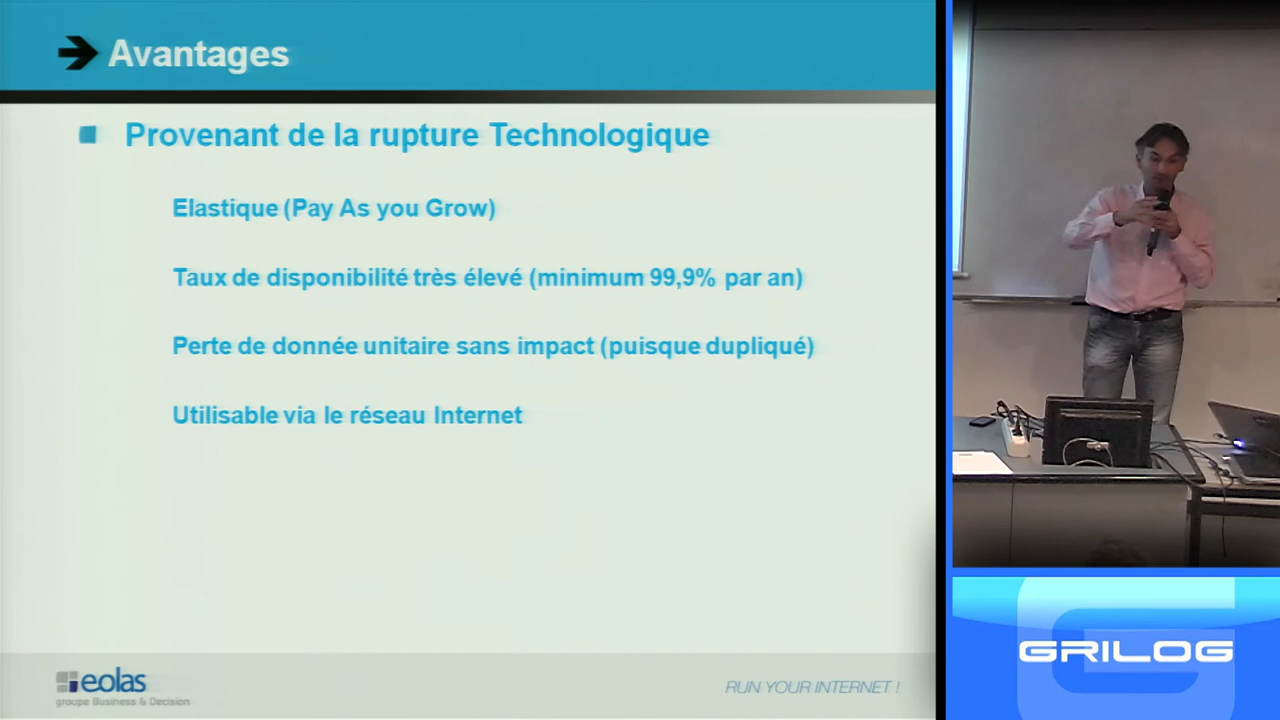 Avantages
Provenant de la rupture Technologique
Elastique (Pay As you Grow)
Taux de disponibilité très élevé (minimum 99,9% par an)
Perte de donnée unitaire sans impact (puisque dupliqué)
Utilisable via le réseau Internet
eolas
groupe Business & Decision
RUN YOUR INTERNET !
GRILOG